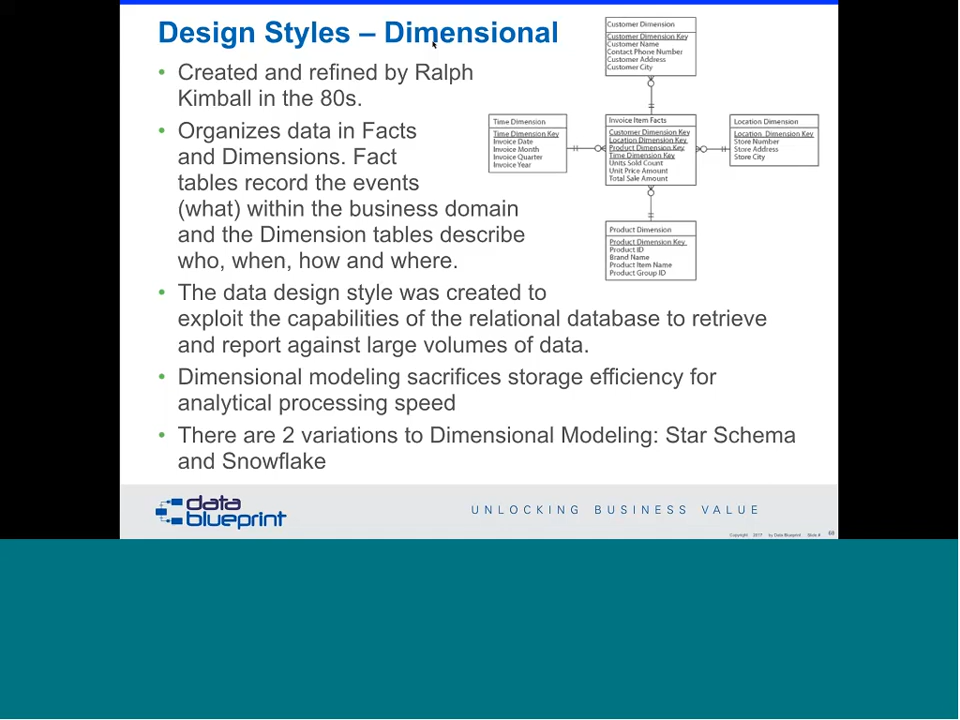 Design Styles – Dimensional
• Created and refined by Ralph
Kimball in the 80s.
• Organizes data in Facts
and Dimensions. Fact
tables record the events
(what) within the business domain
and the Dimension tables describe
who, when, how and where.
• The data design style was created to
exploit the capabilities of the relational database to retrieve
and report against large volumes of data.
• Dimensional modeling sacrifices storage efficiency for
analytical processing speed
• There are 2 variations to Dimensional Modeling: Star Schema
and Snowflake
Customer Dimension
Customer Dimension Key
Customer Name
Contact Phone Number
Customer Address
Customer City
Time Dimension
Time Dimension Key
Invoice Date
Invoice Month
Invoice Quarter
Invoice Year
Invoice Item Facts
Customer Dimension Key
Location Dimension Key
Product Dimension Key
Time Dimension Key
Units Sold Count
Unit Price Amount
Total Sale Amount
Location Dimension
Location Dimension Key
Store Number
Store Address
Store City
Product Dimension
Product Dimension Key
Product ID
Brand Name
Product Item Name
Product Group ID
data
blueprint
UNLOCKING BUSINESS VALUE
Copyright 2017 by Data Blueprint Slide #